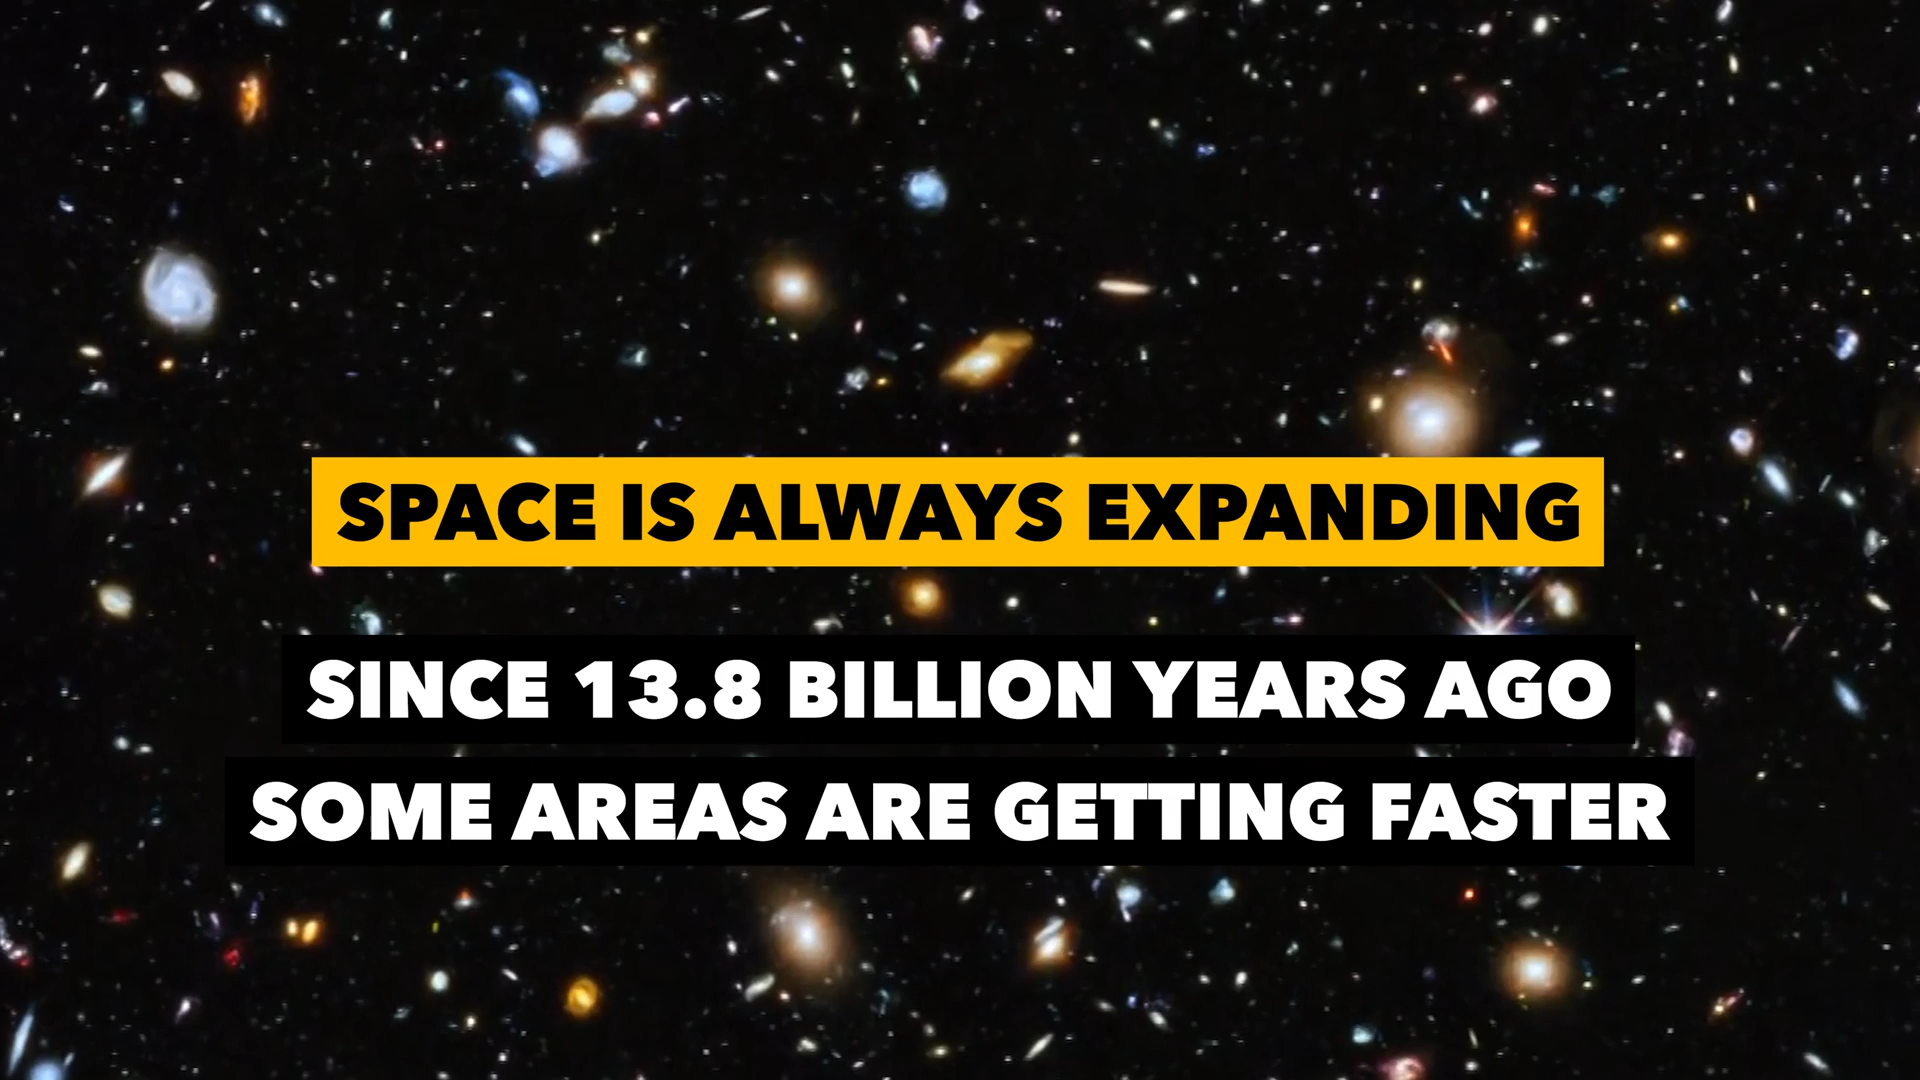 SPACE IS ALWAYS EXPANDING
SINCE 13.8 BILLION YEARS AGO
SOME AREAS ARE GETTING FASTER